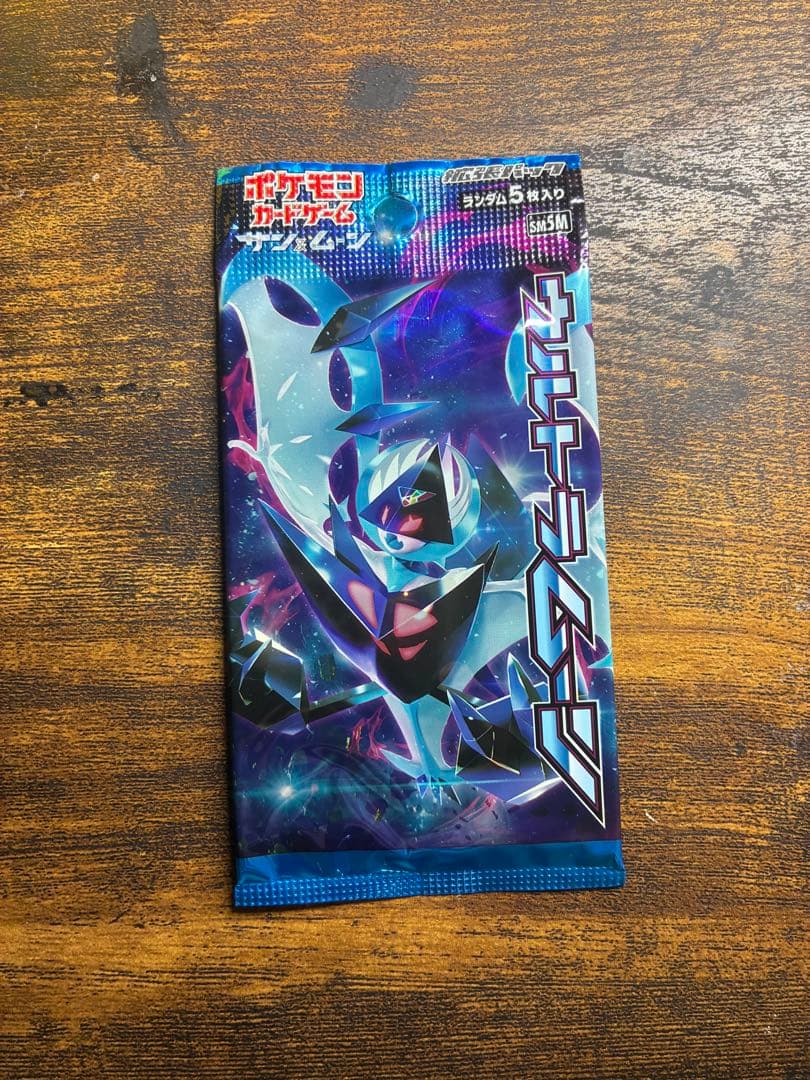 ポケモン
カードゲーム
サン&ムーン
拡張パック
ランダム5枚入り
SM5M
ウルトラムーン